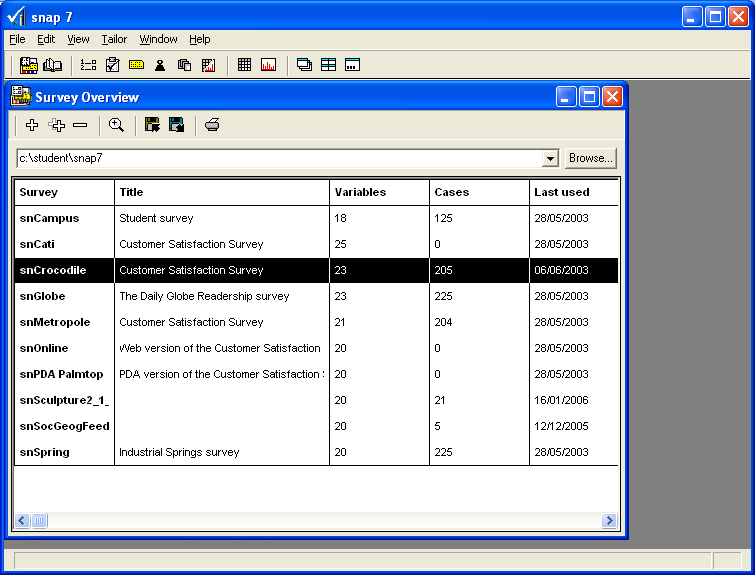 snap 7
File Edit View Tailor Window Help
Survey Overview
c:\student\snap7 Browse...
Survey Title Variables Cases Last used
snCampus Student survey 18 125 28/05/2003
snCati Customer Satisfaction Survey 25 0 28/05/2003
snCrocodile Customer Satisfaction Survey 23 205 06/06/2003
snGlobe The Daily Globe Readership survey 23 225 28/05/2003
snMetropole Customer Satisfaction Survey 21 204 28/05/2003
snOnline Web version of the Customer Satisfaction 20 0 28/05/2003
snPDA Palmtop PDA version of the Customer Satisfaction 20 0 28/05/2003
snSculpture2_1_ 20 21 16/01/2006
snSocGeogFeed 20 5 12/12/2005
snSpring Industrial Springs survey 20 225 28/05/2003